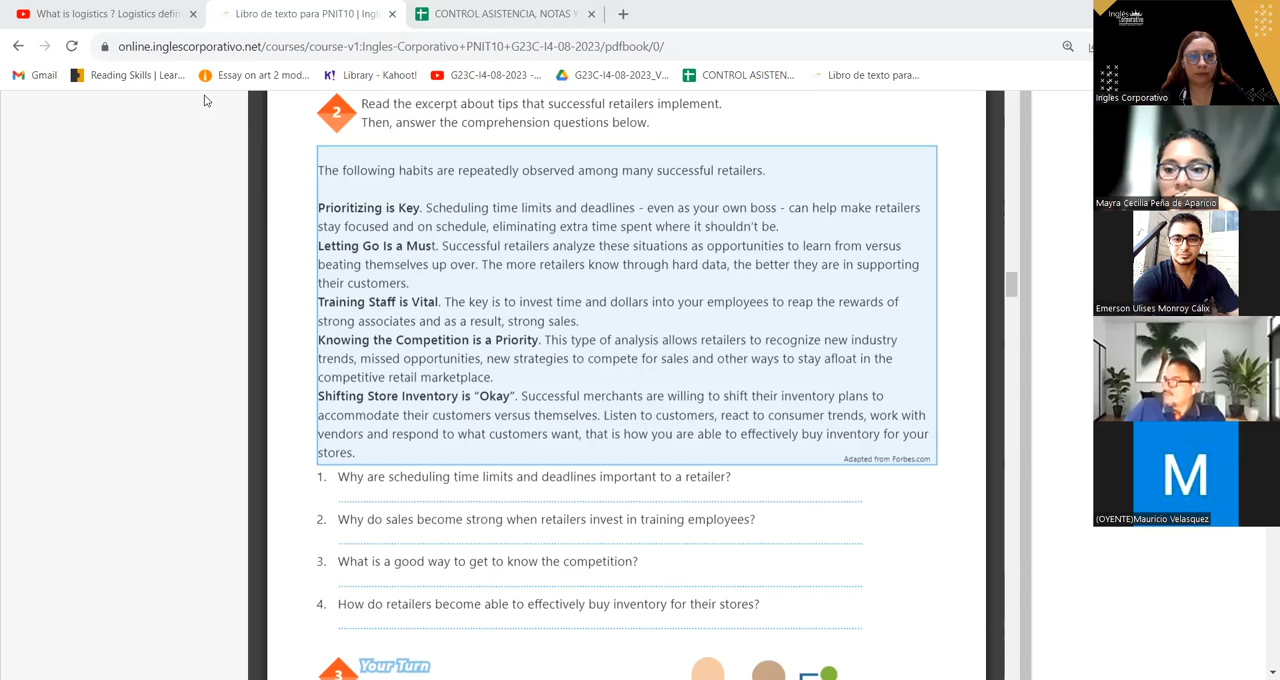 What is logistics ? Logistics defin
Libro de texto para PNIT10 | Ingl
CONTROL ASISTENCIA, NOTAS Y
online.inglescorporativo.net/courses/course-v1:Ingles-Corporativo+PNIT10+G23C-I4-08-2023/pdfbook/0/
Gmail
Reading Skills | Lear...
Essay on art 2 mod...
Library - Kahoot!
G23C-I4-08-2023 -...
G23C-I4-08-2023_V...
CONTROL ASISTEN...
Libro de texto para...
2
Read the excerpt about tips that successful retailers implement.
Then, answer the comprehension questions below.
The following habits are repeatedly observed among many successful retailers.
Prioritizing is Key. Scheduling time limits and deadlines - even as your own boss - can help make retailers
stay focused and on schedule, eliminating extra time spent where it shouldn't be.
Letting Go Is a Must. Successful retailers analyze these situations as opportunities to learn from versus
beating themselves up over. The more retailers know through hard data, the better they are in supporting
their customers.
Training Staff is Vital. The key is to invest time and dollars into your employees to reap the rewards of
strong associates and as a result, strong sales.
Knowing the Competition is a Priority. This type of analysis allows retailers to recognize new industry
trends, missed opportunities, new strategies to compete for sales and other ways to stay afloat in the
competitive retail marketplace.
Shifting Store Inventory is "Okay". Successful merchants are willing to shift their inventory plans to
accommodate their customers versus themselves. Listen to customers, react to consumer trends, work with
vendors and respond to what customers want, that is how you are able to effectively buy inventory for your
stores.
Adapted from Forbes.com
1. Why are scheduling time limits and deadlines important to a retailer?
2. Why do sales become strong when retailers invest in training employees?
3. What is a good way to get to know the competition?
4. How do retailers become able to effectively buy inventory for their stores?
3
Your Turn
Inglés
Corporativo
Ingles Corporativo
Mayra Cecilia Peña de Aparicio
Emerson Ulises Monroy Cálix
M
(OYENTE)Mauricio Velasquez